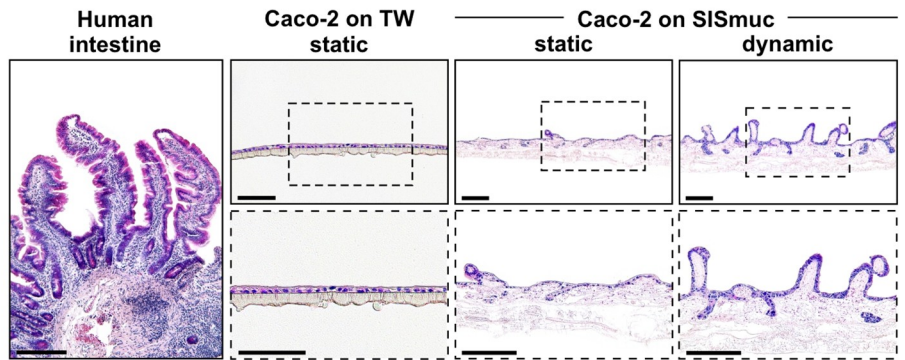 Human
intestine
Caco-2 on TW
static
Caco-2 on SISmuc
static
dynamic